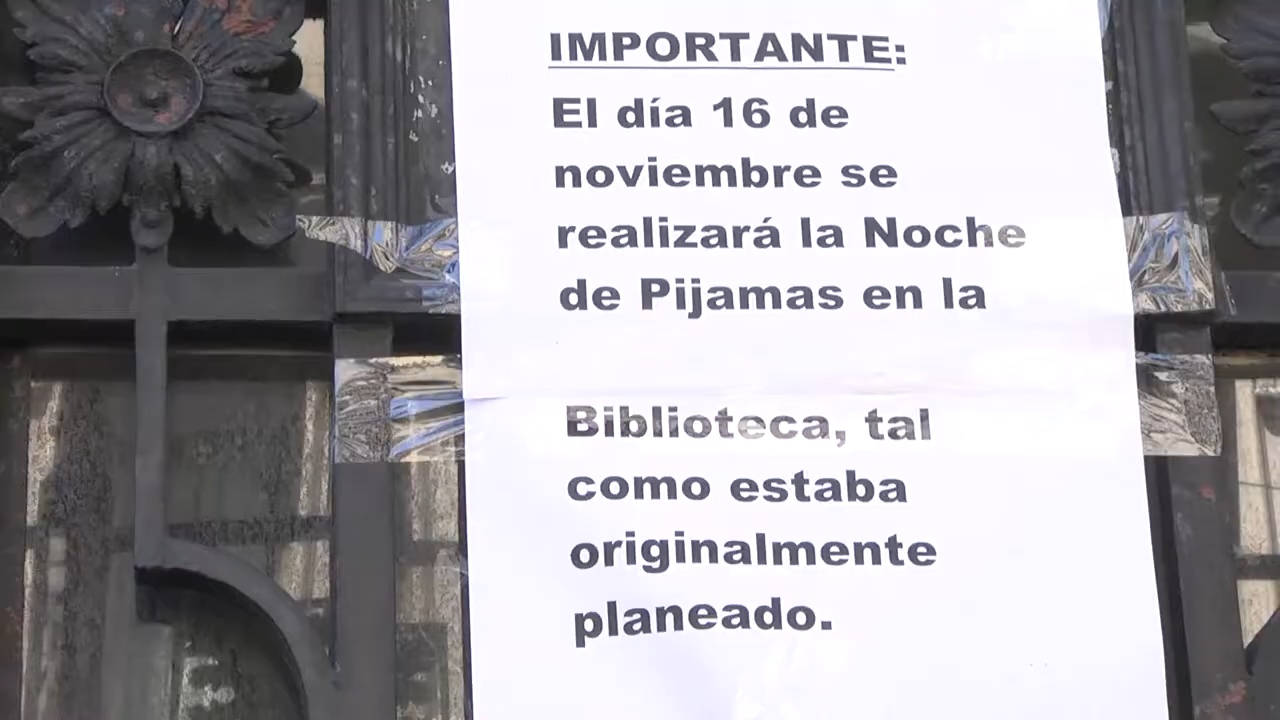 IMPORTANTE:
El día 16 de
noviembre se
realizará la Noche
de Pijamas en la
Biblioteca, tal
como estaba
originalmente
planeado.